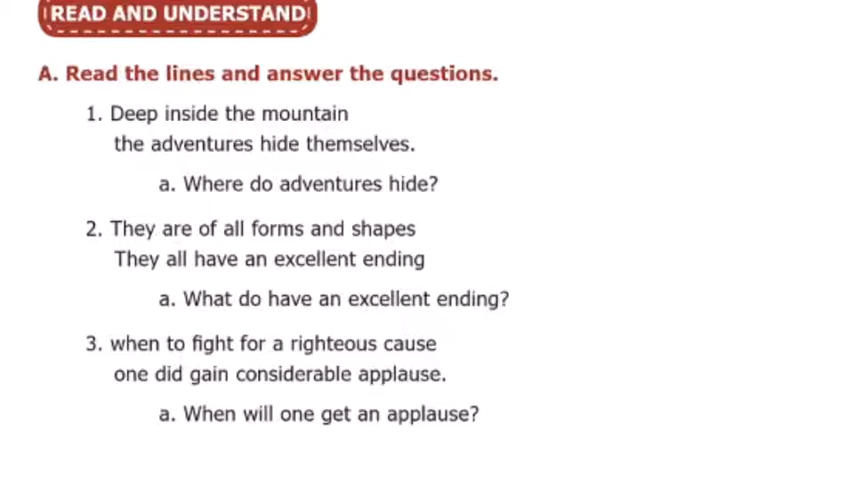 READ AND UNDERSTAND
A. Read the lines and answer the questions.
1. Deep inside the mountain
the adventures hide themselves.
a. Where do adventures hide?
2. They are of all forms and shapes
They all have an excellent ending
a. What do have an excellent ending?
3. when to fight for a righteous cause
one did gain considerable applause.
a. When will one get an applause?